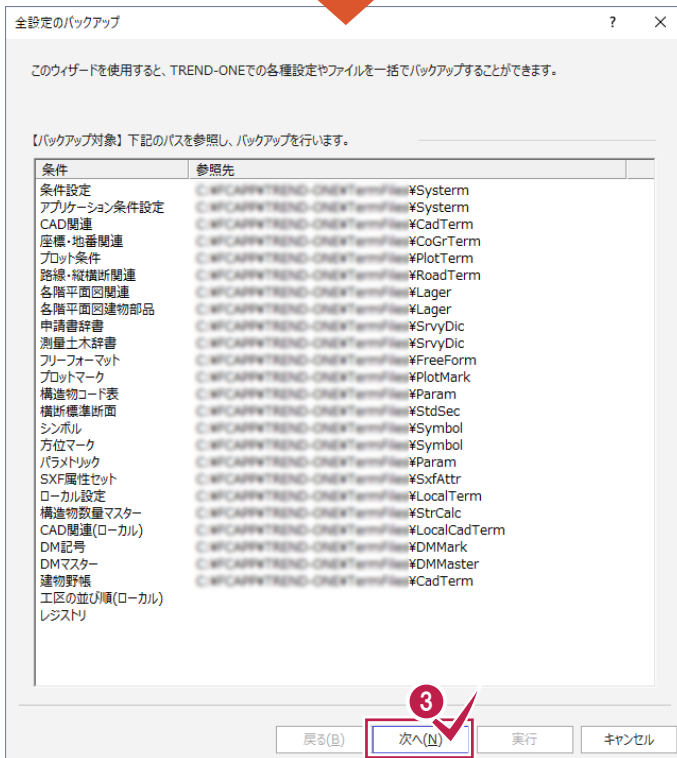 全設定のバックアップ ? ×
このウィザードを使用すると、TREND-ONEでの各種設定やファイルを一括でバックアップすることができます。
【バックアップ対象】下記のパスを参照し、バックアップを行います。
条件 参照先
条件設定 ¥Systerm
アプリケーション条件設定 ¥Systerm
CAD関連 ¥CadTerm
座標・地番関連 ¥CoGrTerm
プロット条件 ¥PlotTerm
路線・縦横断関連 ¥RoadTerm
各階平面図関連 ¥Lager
各階平面図建物部品 ¥Lager
申請書辞書 ¥SrvyDic
測量土木辞書 ¥SrvyDic
フリーフォーマット ¥FreeForm
プロットマーク ¥PlotMark
構造物コード表 ¥Param
横断標準断面 ¥StdSec
シンボル ¥Symbol
方位マーク ¥Symbol
パラメトリック ¥Param
SXF属性セット ¥SxfAttr
ローカル設定 ¥LocalTerm
構造物数量マスター ¥StrCalc
CAD関連(ローカル) ¥LocalCadTerm
DM記号 ¥DMMark
DMマスター ¥DMMaster
建物野帳 ¥CadTerm
工区の並び順(ローカル)
レジストリ
3
戻る(B) 次へ(N) 実行 キャンセル